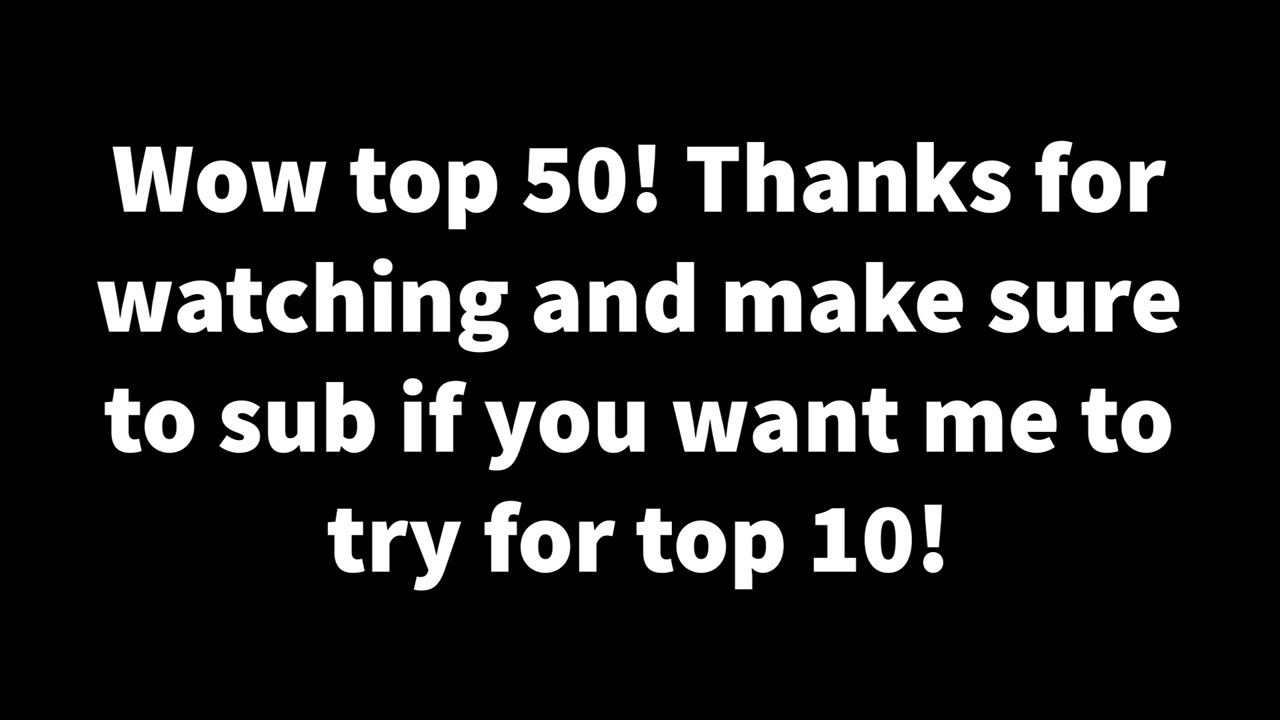 Wow top 50! Thanks for
watching and make sure
to sub if you want me to
try for top 10!